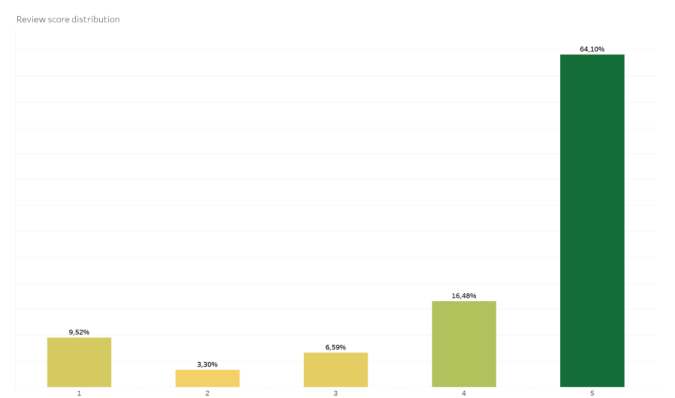 Review score distribution
64,10%
16,48%
9,52%
6,59%
3,30%
1 2 3 4 5